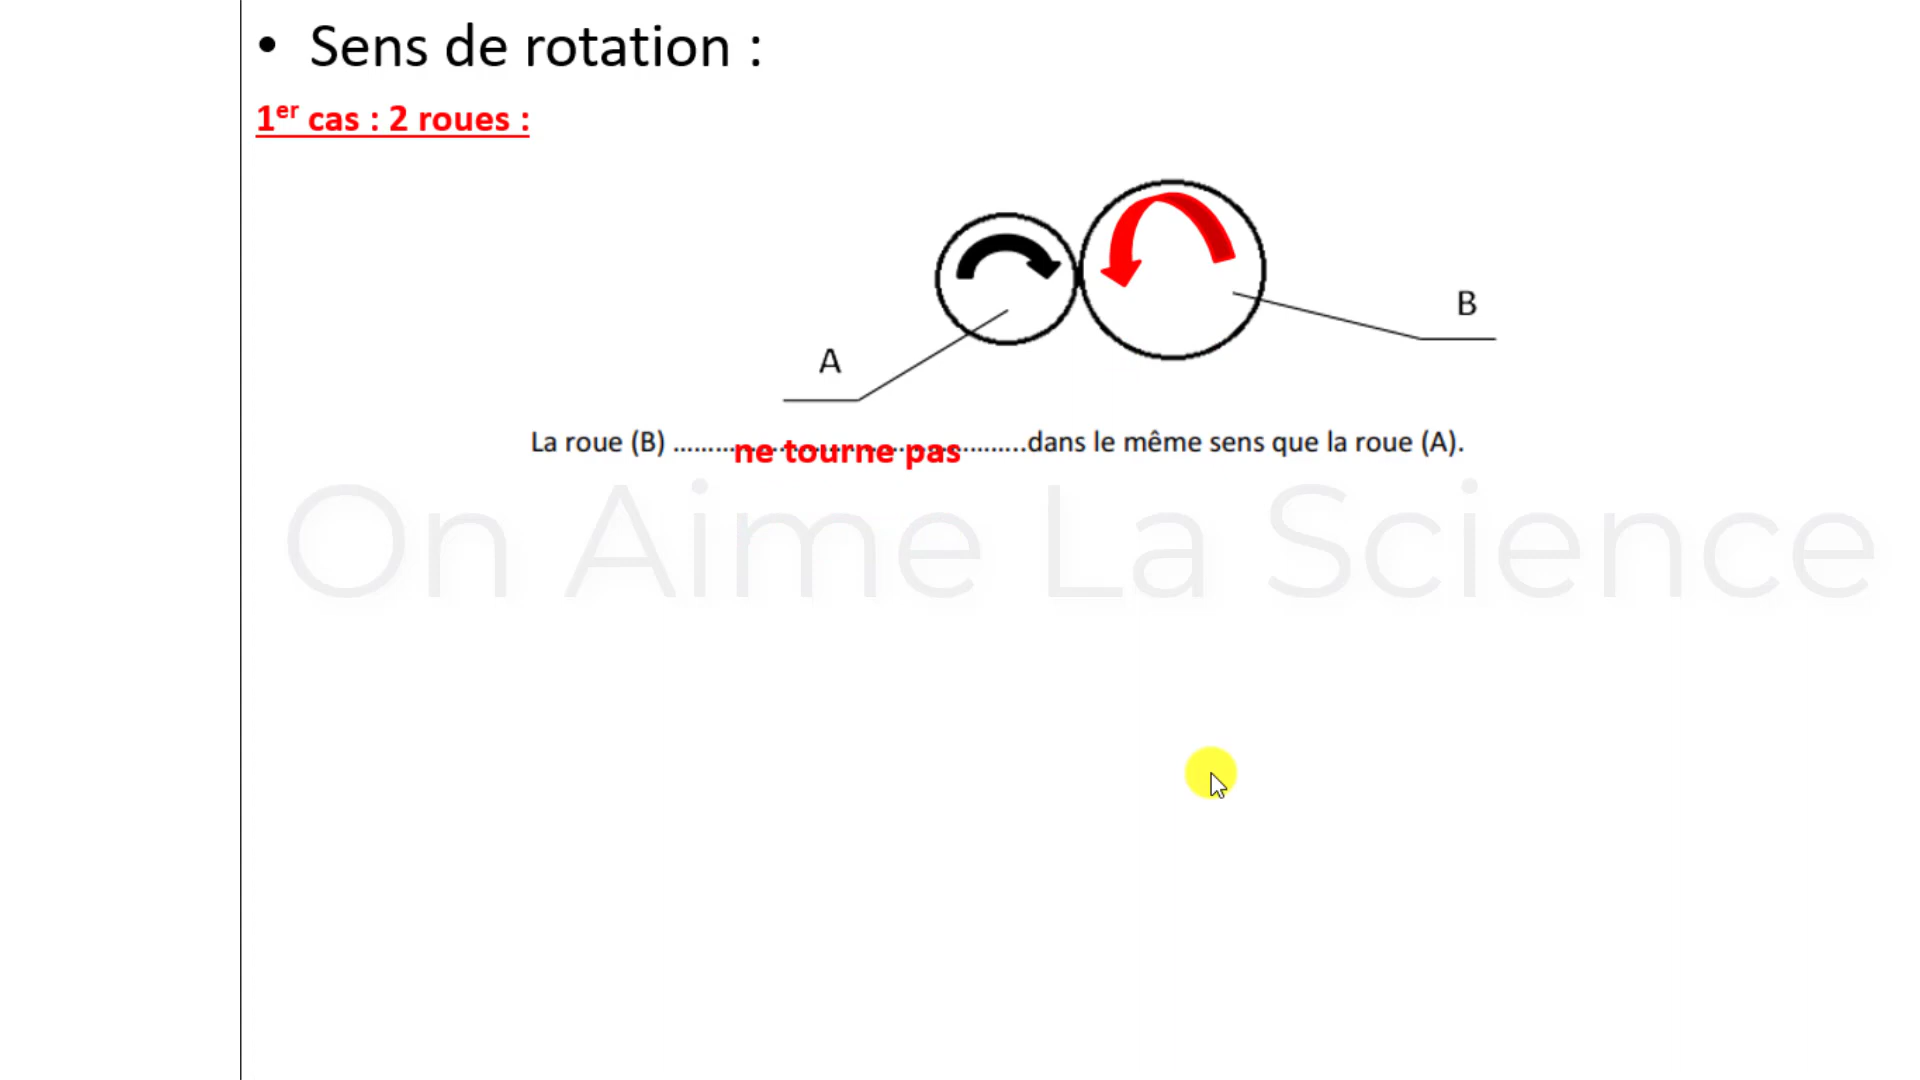 • Sens de rotation :
1er cas : 2 roues :
B
A
La roue (B) ……ne tourne pas……..dans le même sens que la roue (A).
On Aime La Science